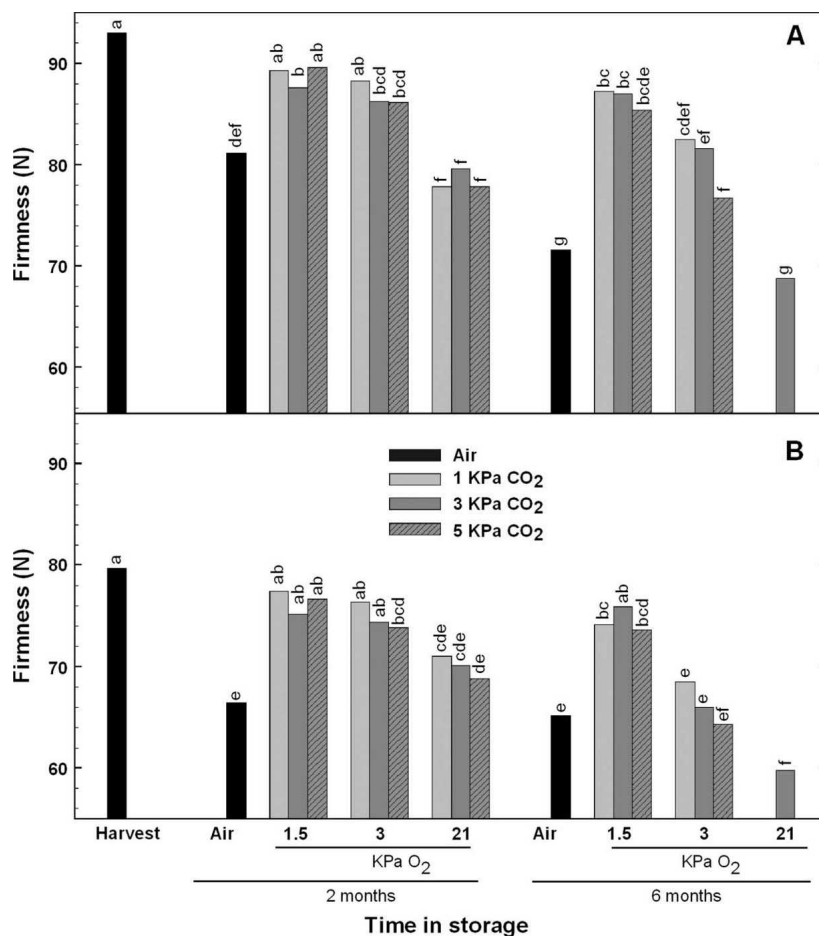 A
Firmness (N)
90
80
70
60
a
def
ab
b
ab
ab
bcd
bcd
f
f
f
g
bc
bc
bcde
cdef
ef
f
g
B
Firmness (N)
90
80
70
60
Air
1 KPa CO2
3 KPa CO2
5 KPa CO2
a
e
ab
ab
ab
ab
ab
bcd
cde
cde
de
e
bc
ab
bcd
e
e
ef
f
Harvest Air 1.5 3 21 Air 1.5 3 21
KPa O2 KPa O2
2 months 6 months
Time in storage